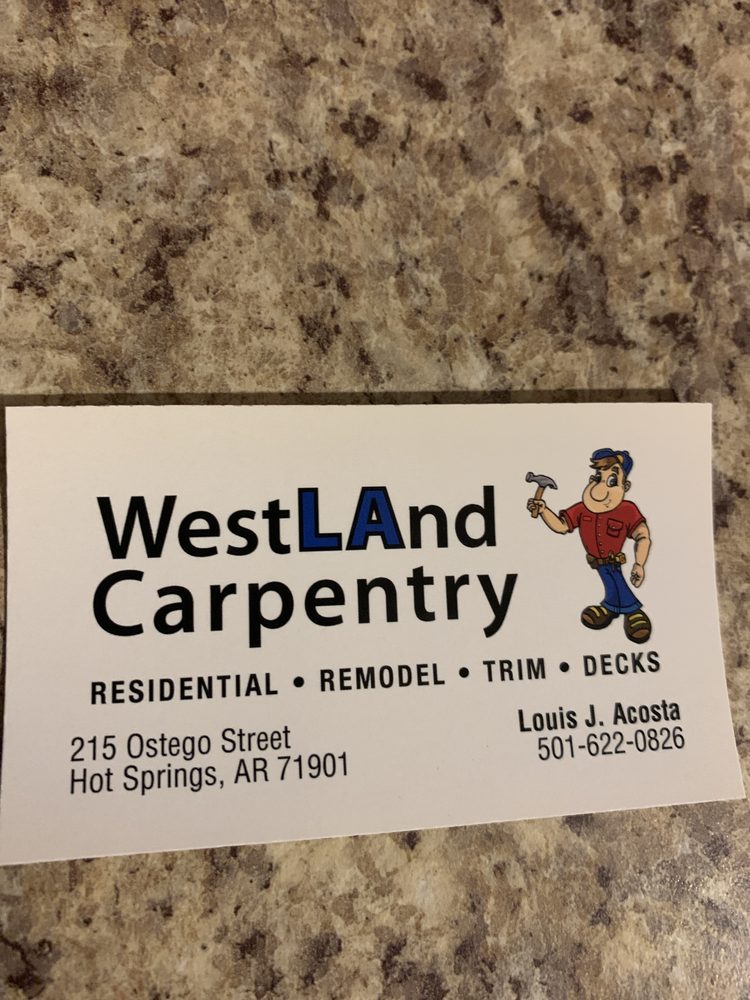 WestLAnd
Carpentry
RESIDENTIAL • REMODEL • TRIM • DECKS
215 Ostego Street
Hot Springs, AR 71901
Louis J. Acosta
501-622-0826